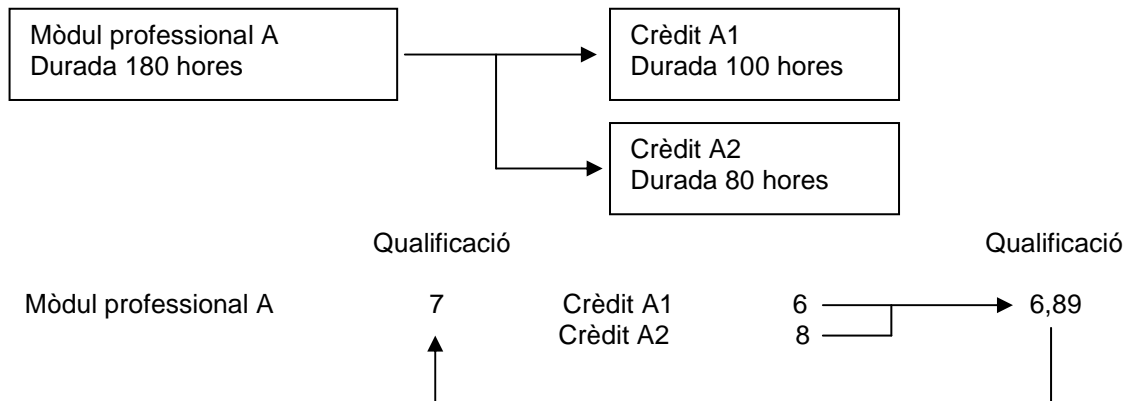 Mòdul professional A
Durada 180 hores
Crèdit A1
Durada 100 hores
Crèdit A2
Durada 80 hores
Qualificació Qualificació
Mòdul professional A 7 Crèdit A1 6 6,89
Crèdit A2 8